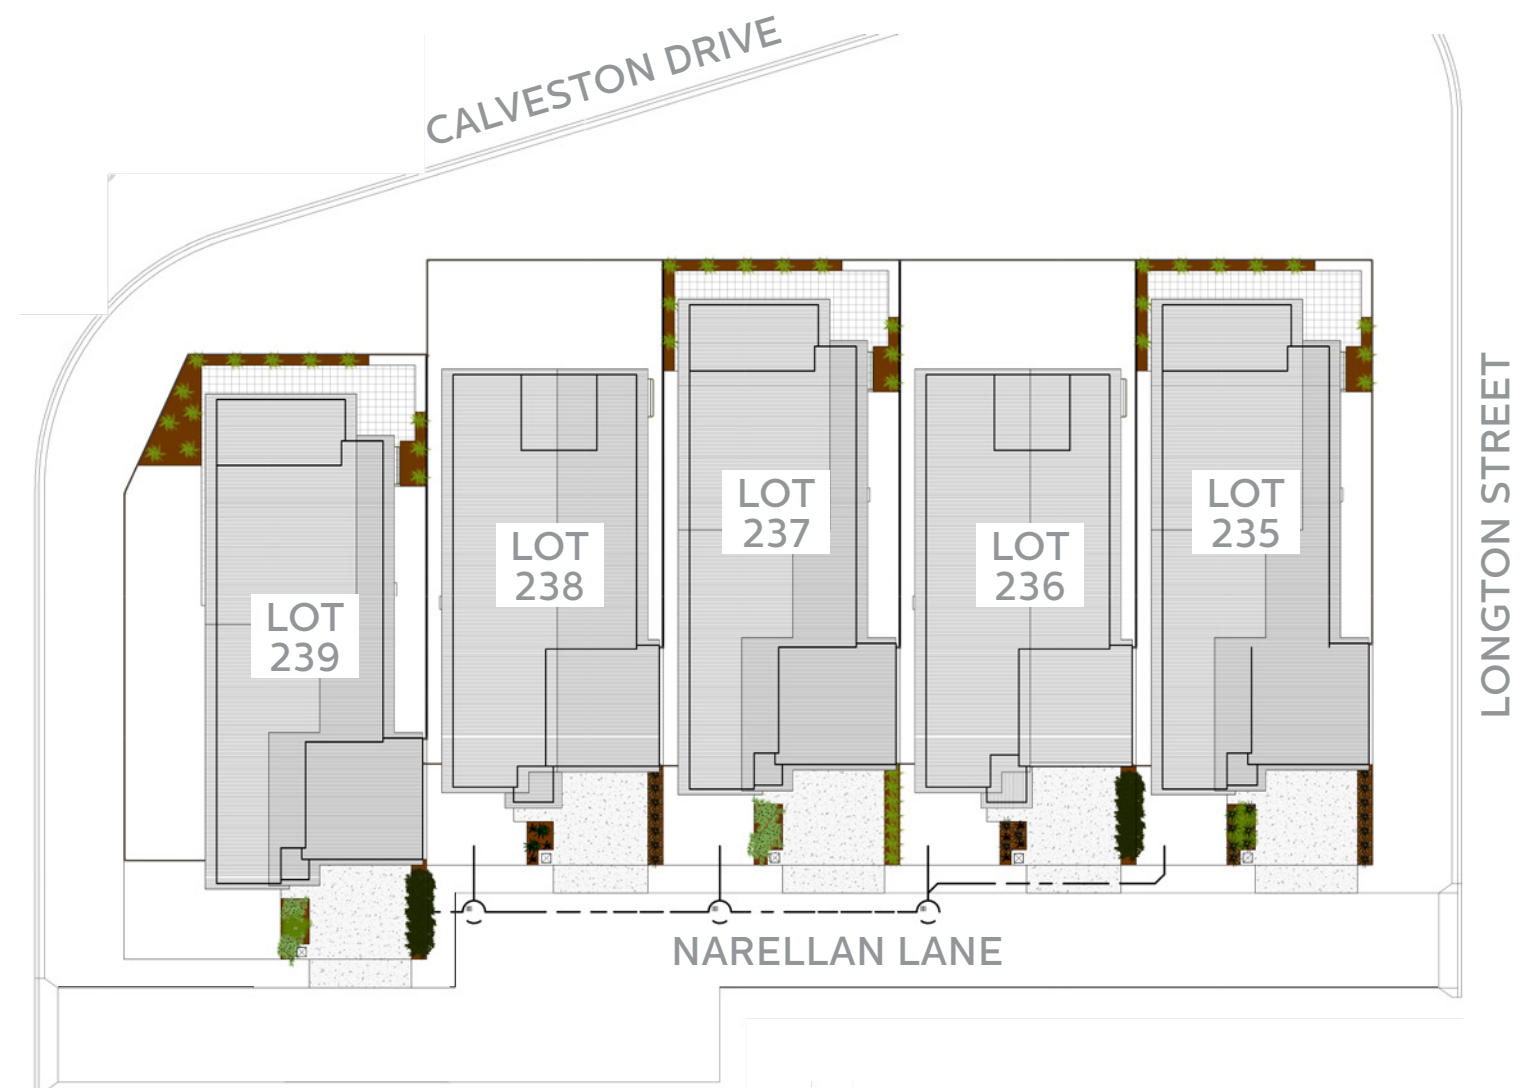 CALVESTON DRIVE
LONGTON STREET
LOT
237
LOT
235
LOT
238
LOT
236
LOT
239
NARELLAN LANE